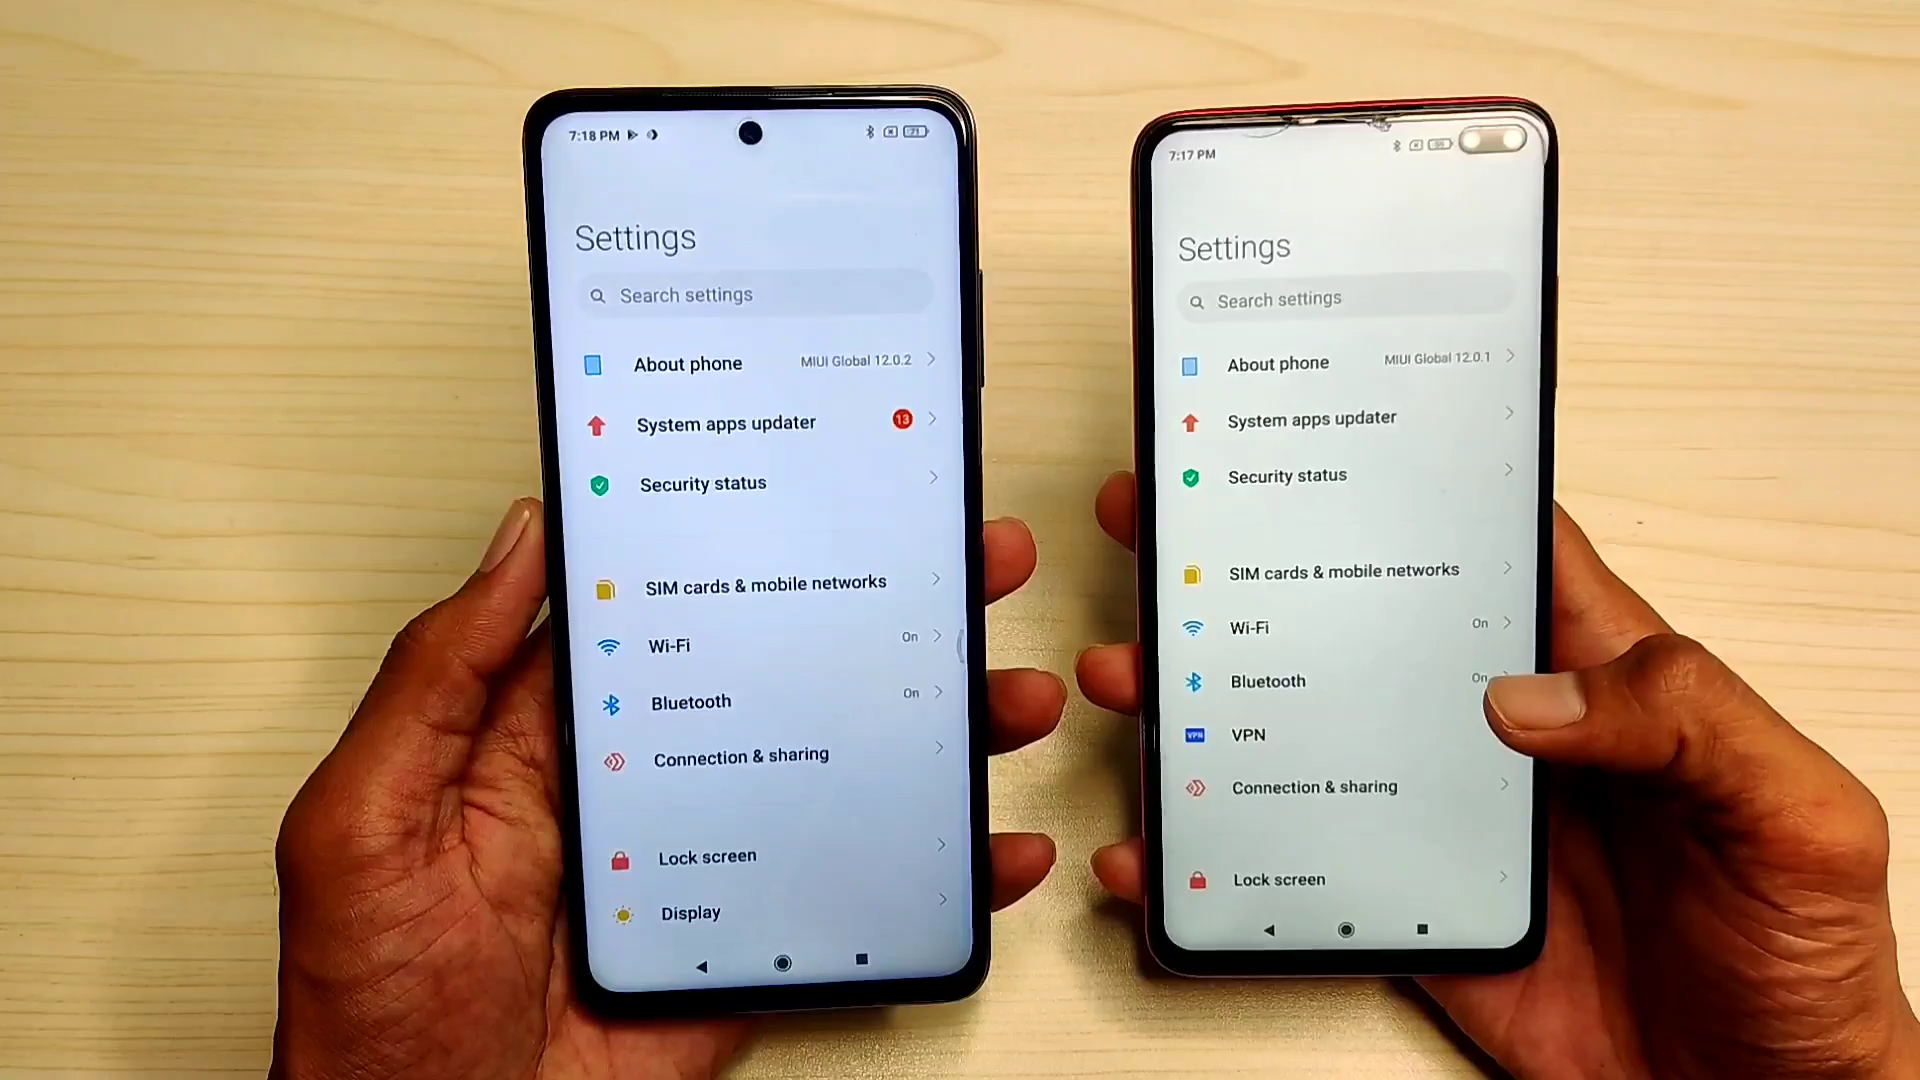 7:18 PM
71
Settings
Search settings
About phone MIUI Global 12.0.2
System apps updater 13
Security status
SIM cards & mobile networks
Wi-Fi On
Bluetooth On
Connection & sharing
Lock screen
Display
7:17 PM
Settings
Search settings
About phone MIUI Global 12.0.1
System apps updater
Security status
SIM cards & mobile networks
Wi-Fi On
Bluetooth On
VPN VPN
Connection & sharing
Lock screen